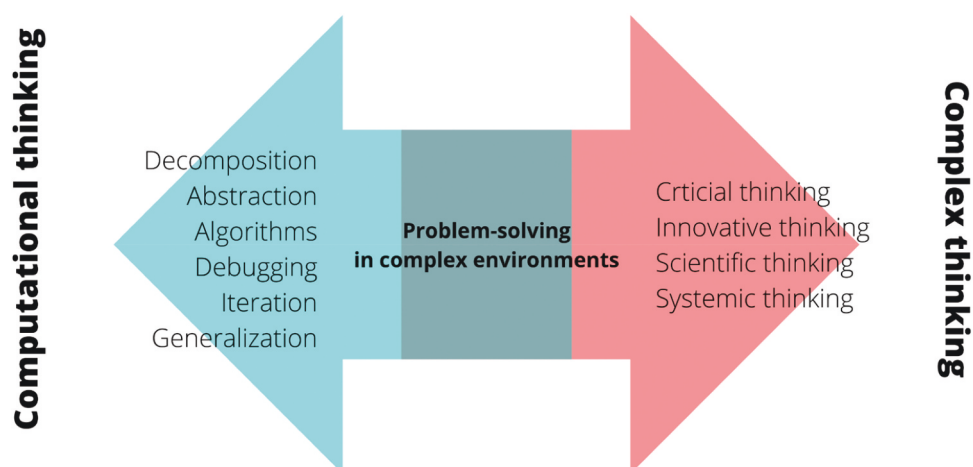 Computational thinking
Decomposition
Abstraction
Algorithms
Debugging
Iteration
Generalization
Problem-solving
in complex environments
Crticial thinking
Innovative thinking
Scientific thinking
Systemic thinking
Complex thinking